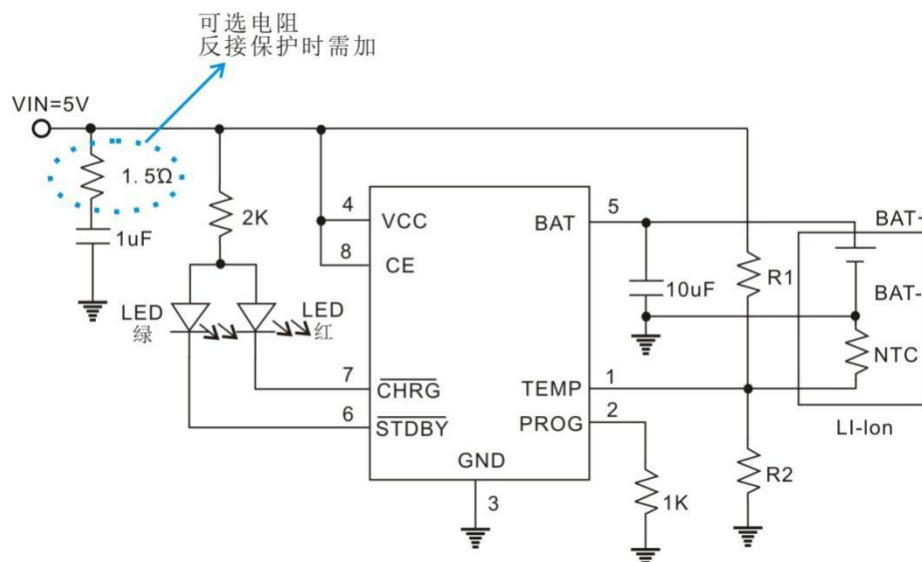 可选电阻
反接保护时需加
VIN=5V
1.5Ω
1uF
2K
LED
绿
LED
红
4
VCC
8
CE
7
CHRG
6
STDBY
GND
3
BAT
5
TEMP
1
PROG
2
10uF
1K
R1
R2
BAT+
BAT-
NTC
LI-Ion